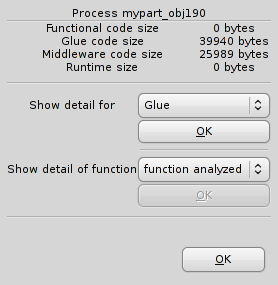 Process mypart_obj190
Functional code size 0 bytes
Glue code size 39940 bytes
Middleware code size 25989 bytes
Runtime size 0 bytes
Show detail for Glue
OK
Show detail of function function analyzed
OK
OK